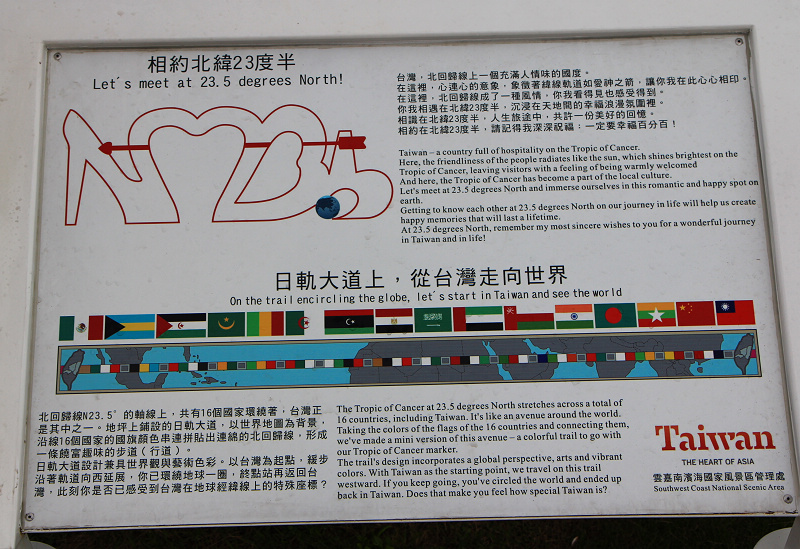 相約北緯23度半
Let's meet at 23.5 degrees North!
台灣，北回歸線上一個充滿人情味的國度。
在這裡，心連心的意象，象徵著緯線軌道如愛神之箭，讓你我在此心心相印。
在這裡，北回歸線成了一種風情，你我看得見也感受得到。
你我相遇在北緯23度半，沉浸在天地間的幸福浪漫氛圍裡。
相識在北緯23度半，人生旅途中，共許一份美好的回憶。
相約在北緯23度半，請記得我深深祝福：一定要幸福百分百！
Taiwan – a country full of hospitality on the Tropic of Cancer.
Here, the friendliness of the people radiates like the sun, which shines brightest on the
Tropic of Cancer, leaving visitors with a feeling of being warmly welcomed
And here, the Tropic of Cancer has become a part of the local culture.
Let's meet at 23.5 degrees North and immerse ourselves in this romantic and happy spot on
earth.
Getting to know each other at 23.5 degrees North on our journey in life will help us create
happy memories that will last a lifetime.
At 23.5 degrees North, remember my most sincere wishes to you for a wonderful journey
in Taiwan and in life!
日軌大道上，從台灣走向世界
On the trail encircling the globe, let's start in Taiwan and see the world
北回歸線N23.5°的軸線上，共有16個國家環繞著，台灣正
是其中之一。地坪上鋪設的日軌大道，以世界地圖為背景，
沿線16個國家的國旗顏色串連拼貼出連綿的北回歸線，形成
一條饒富趣味的步道（行道）。
日軌大道設計兼具世界觀與藝術色彩。以台灣為起點，緩步
沿著軌道向西延展，你已環繞地球一圈，終點站再返回台
灣，此刻你是否已感受到台灣在地球經緯線上的特殊座標？
The Tropic of Cancer at 23.5 degrees North stretches across a total of
16 countries, including Taiwan. It's like an avenue around the world.
Taking the colors of the flags of the 16 countries and connecting them,
we've made a mini version of this avenue – a colorful trail to go with
our Tropic of Cancer marker.
The trail's design incorporates a global perspective, arts and vibrant
colors. With Taiwan as the starting point, we travel on this trail
westward. If you keep going, you've circled the world and ended up
back in Taiwan. Does that make you feel how special Taiwan is?
Taiwan
THE HEART OF ASIA
雲嘉南濱海國家風景區管理處
Southwest Coast National Scenic Area